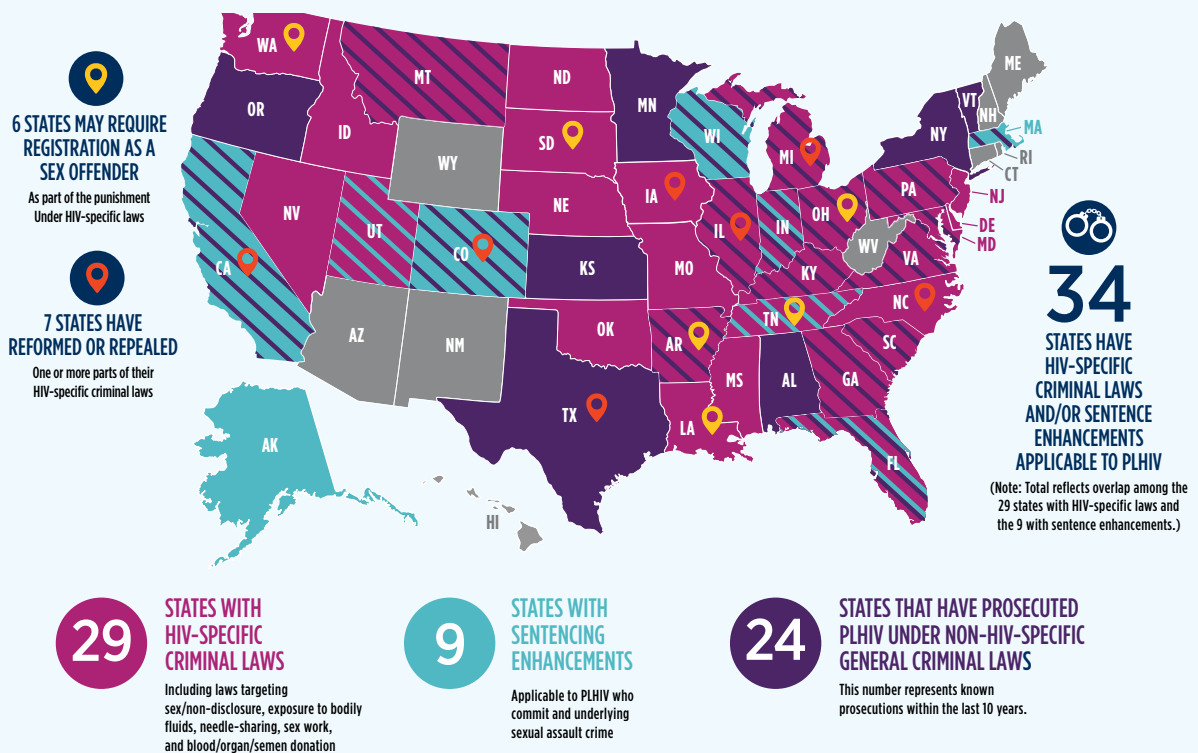 6 STATES MAY REQUIRE
REGISTRATION AS A
SEX OFFENDER
As part of the punishment
Under HIV-specific laws
7 STATES HAVE
REFORMED OR REPEALED
One or more parts of their
HIV-specific criminal laws
WA
OR
ID
MT
WY
NV
CA
UT
CO
AZ
NM
ND
SD
NE
KS
OK
TX
MN
IA
MO
AR
LA
WI
IL
MI
IN
OH
KY
TN
MS
AL
GA
FL
SC
NC
VA
WV
PA
NY
VT
NH
ME
MA
RI
CT
NJ
DE
MD
AK
HI
34
STATES HAVE
HIV-SPECIFIC
CRIMINAL LAWS
AND/OR SENTENCE
ENHANCEMENTS
APPLICABLE TO PLHIV
(Note: Total reflects overlap among the
29 states with HIV-specific laws and
the 9 with sentence enhancements.)
29
STATES WITH
HIV-SPECIFIC
CRIMINAL LAWS
Including laws targeting
sex/non-disclosure, exposure to bodily
fluids, needle-sharing, sex work,
and blood/organ/semen donation
9
STATES WITH
SENTENCING
ENHANCEMENTS
Applicable to PLHIV who
commit and underlying
sexual assault crime
24
STATES THAT HAVE PROSECUTED
PLHIV UNDER NON-HIV-SPECIFIC
GENERAL CRIMINAL LAWS
This number represents known
prosecutions within the last 10 years.